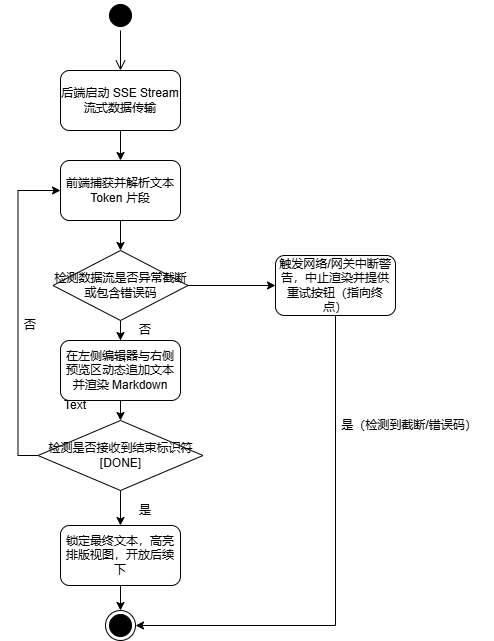 后端启动 SSE Stream
流式数据传输
前端捕获并解析文本
Token 片段
检测数据流是否异常截断
或包含错误码
触发网络/网关中断警
告，中止渲染并提供
重试按钮（指向终
点）
否
否
在左侧编辑器与右侧
预览区动态追加文本
并渲染 Markdown
Text
是（检测到截断/错误码）
检测是否接收到结束标识符
[DONE]
是
锁定最终文本，高亮
排版视图，开放后续
下